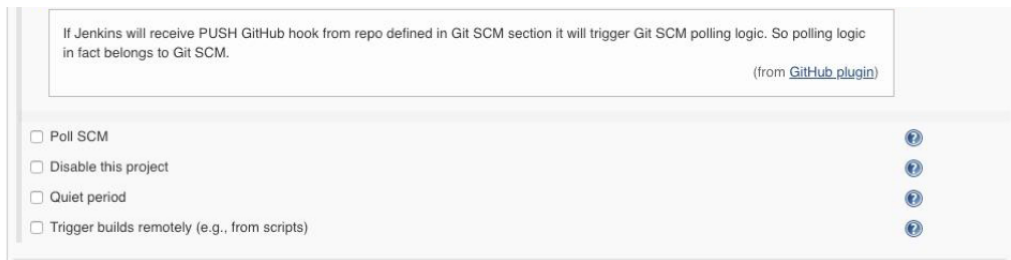 If Jenkins will receive PUSH GitHub hook from repo defined in Git SCM section it will trigger Git SCM polling logic. So polling logic
in fact belongs to Git SCM.
(from GitHub plugin)
Poll SCM
Disable this project
Quiet period
Trigger builds remotely (e.g., from scripts)